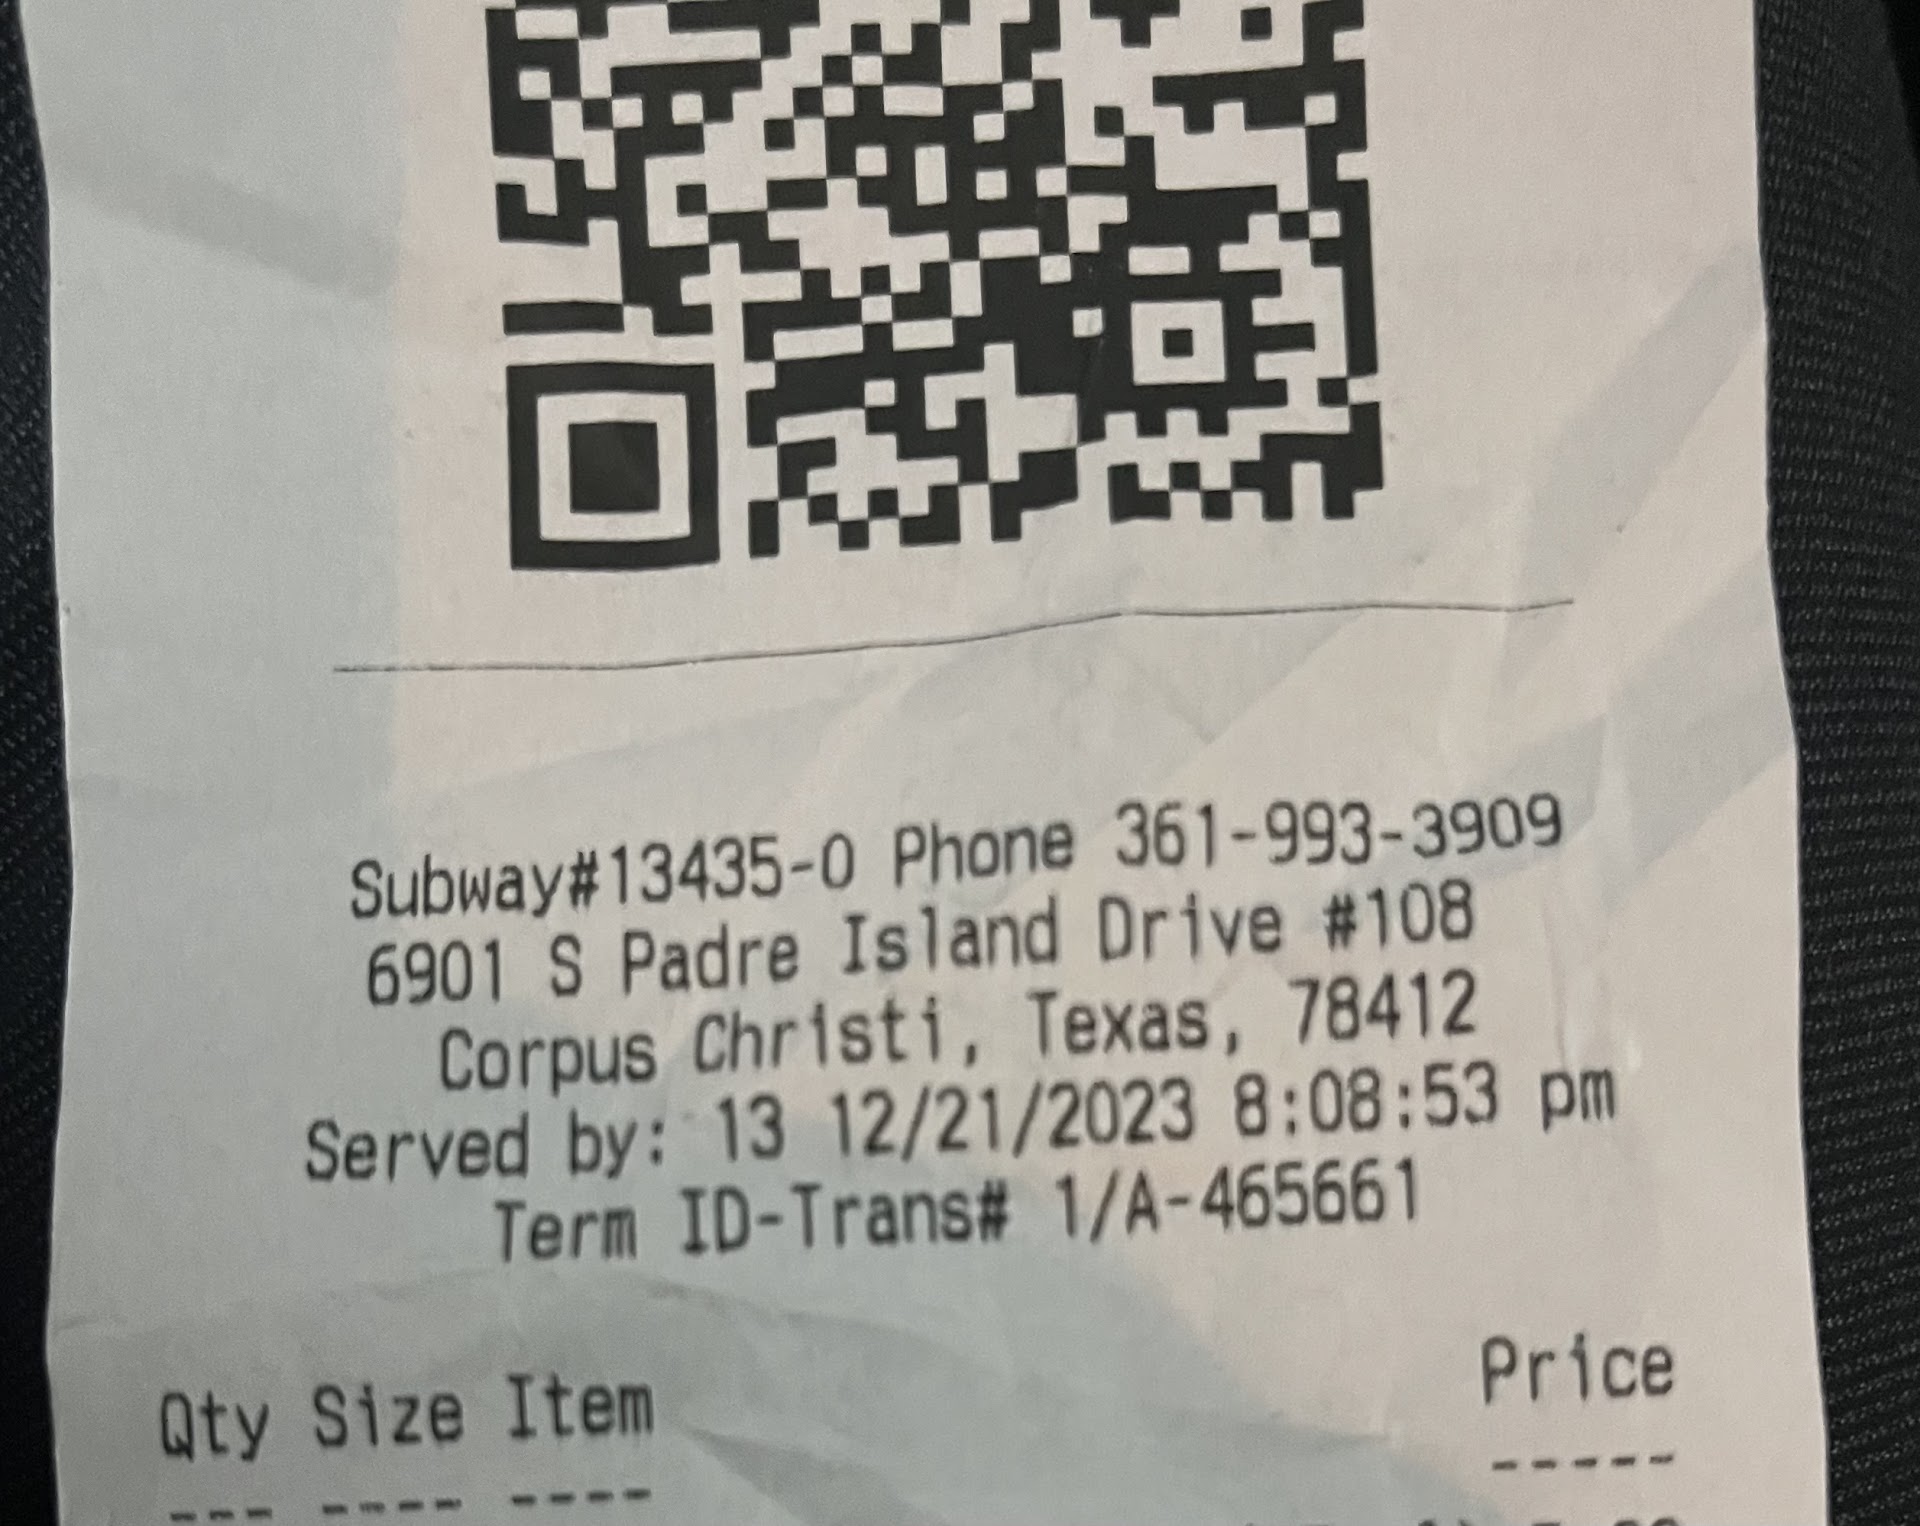 Subway#13435-0 Phone 361-993-3909
6901 S Padre Island Drive #108
Corpus Christi, Texas, 78412
Served by: 13 12/21/2023 8:08:53 pm
Term ID-Trans# 1/A-465661
Qty Size Item Price
--- ---- ---- -----